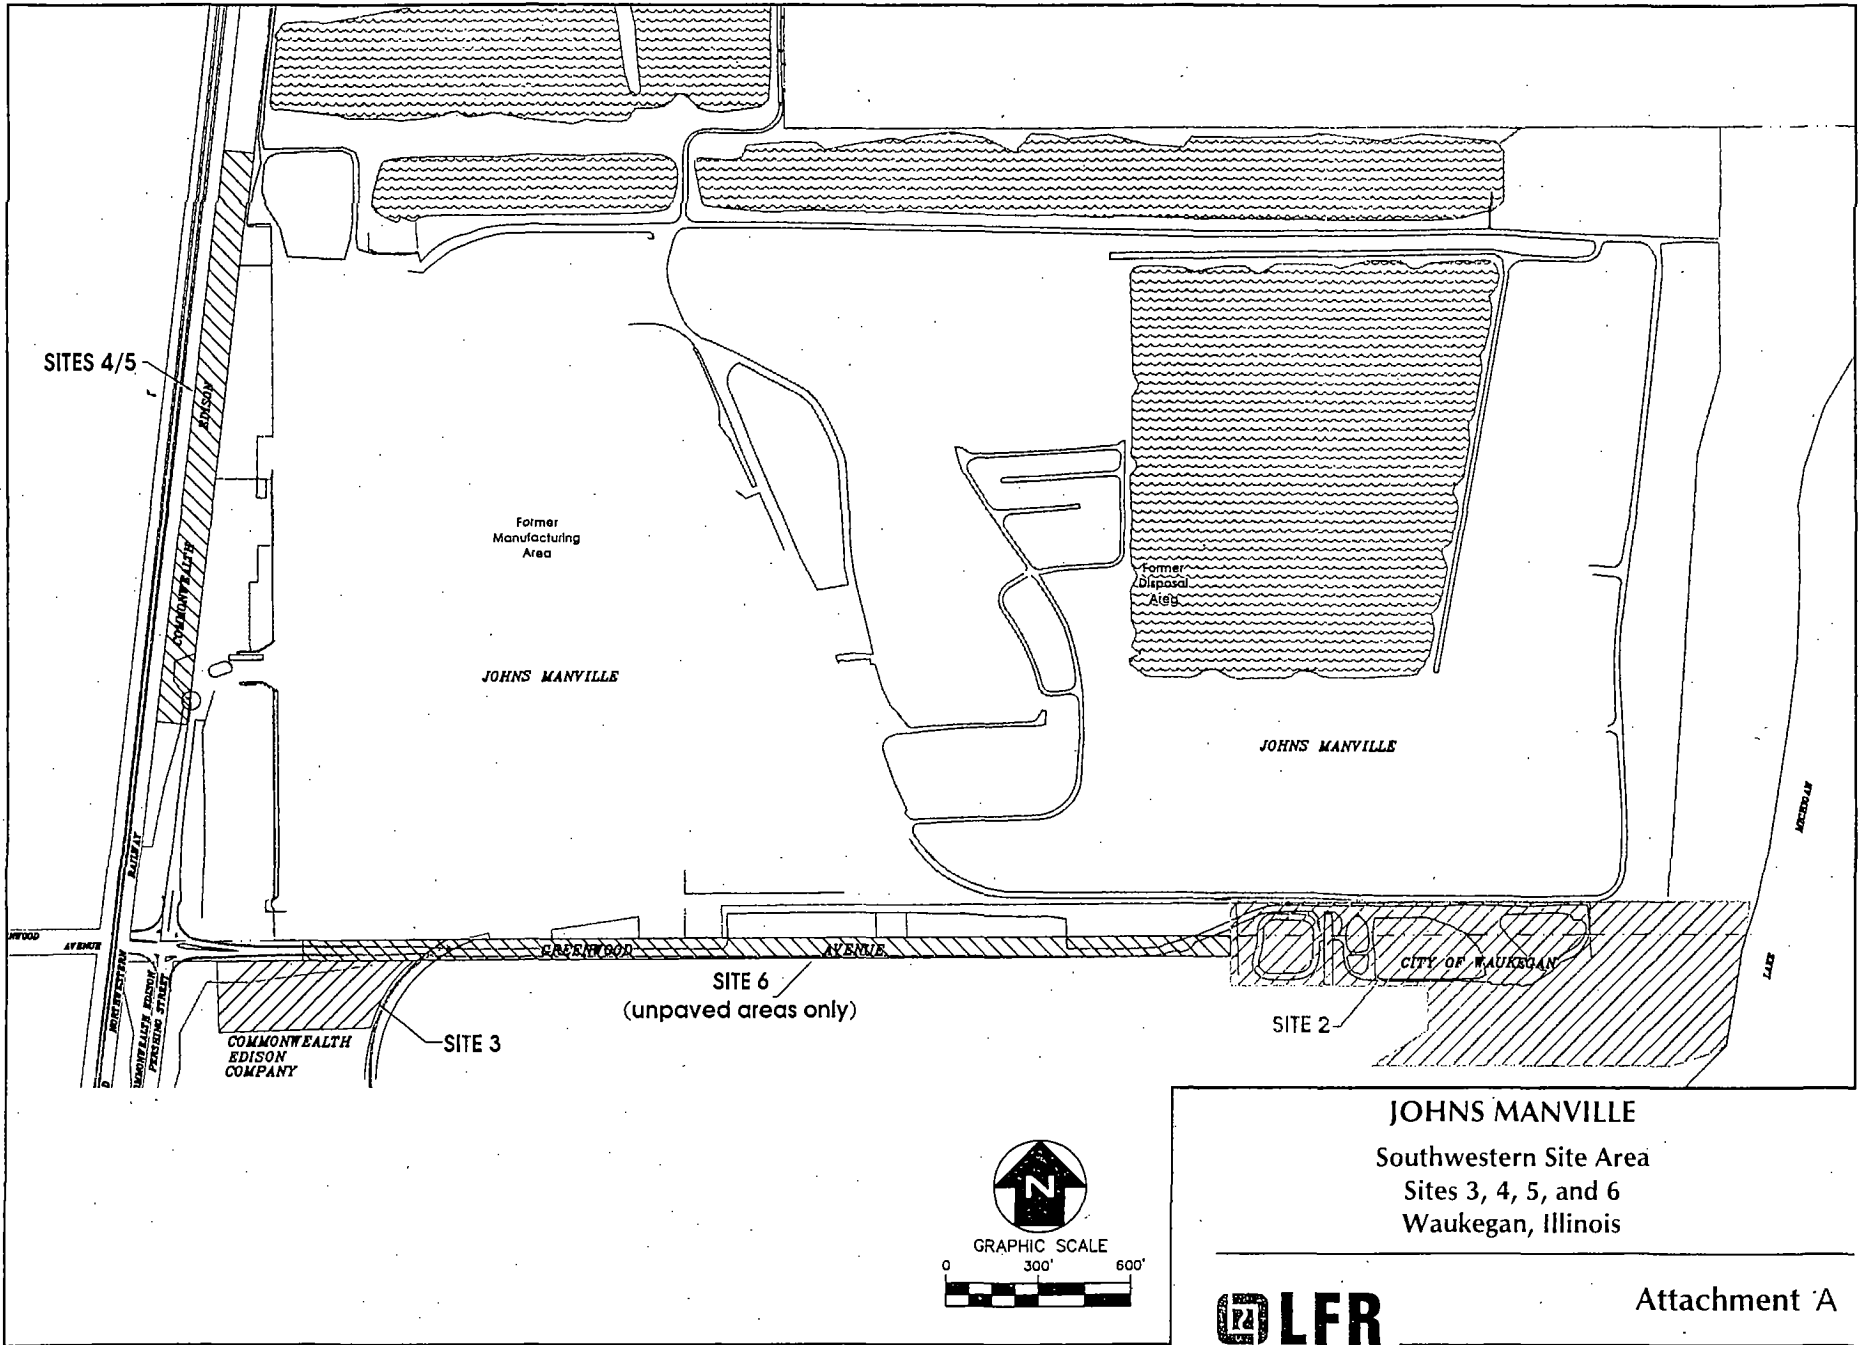 SITES 4/5
EDISON
COMMONWEALTH
Former
Manufacturing
Area
Former
Disposal
Area
JOHNS MANVILLE
JOHNS MANVILLE
MICHIGAN
LAKE
RAILWAY
NORTHWESTERN
AVENUE
GREENWOOD
AVENUE
CITY OF WAUKEGAN
SITE 6
(unpaved areas only)
SITE 2
SITE 3
COMMONWEALTH
EDISON
COMPANY
PERSHING STREET
JOHNS MANVILLE
Southwestern Site Area
Sites 3, 4, 5, and 6
Waukegan, Illinois
N
GRAPHIC SCALE
0 300' 600'
LFR
Attachment A